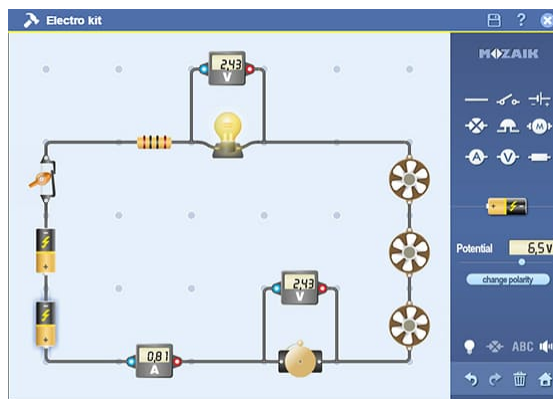 Electro kit
?
MOZAIK
2,43
V
M
A V
Potential 6,5 V
change polarity
2,43
V
0,81
A
ABC